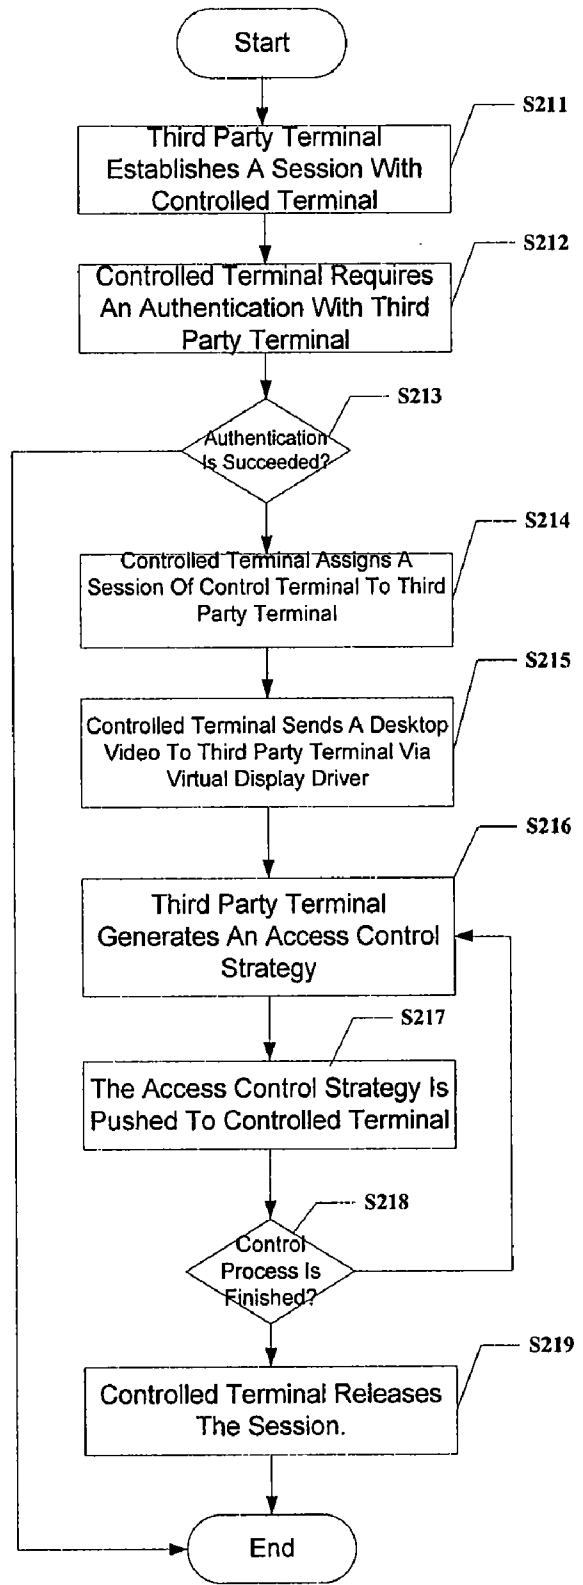 Start
S211
Third Party Terminal
Establishes A Session With
Controlled Terminal
S212
Controlled Terminal Requires
An Authentication With Third
Party Terminal
S213
Authentication
Is Succeeded?
S214
Controlled Terminal Assigns A
Session Of Control Terminal To Third
Party Terminal
S215
Controlled Terminal Sends A Desktop
Video To Third Party Terminal Via
Virtual Display Driver
S216
Third Party Terminal
Generates An Access Control
Strategy
S217
The Access Control Strategy Is
Pushed To Controlled Terminal
S218
Control
Process Is
Finished?
S219
Controlled Terminal Releases
The Session.
End